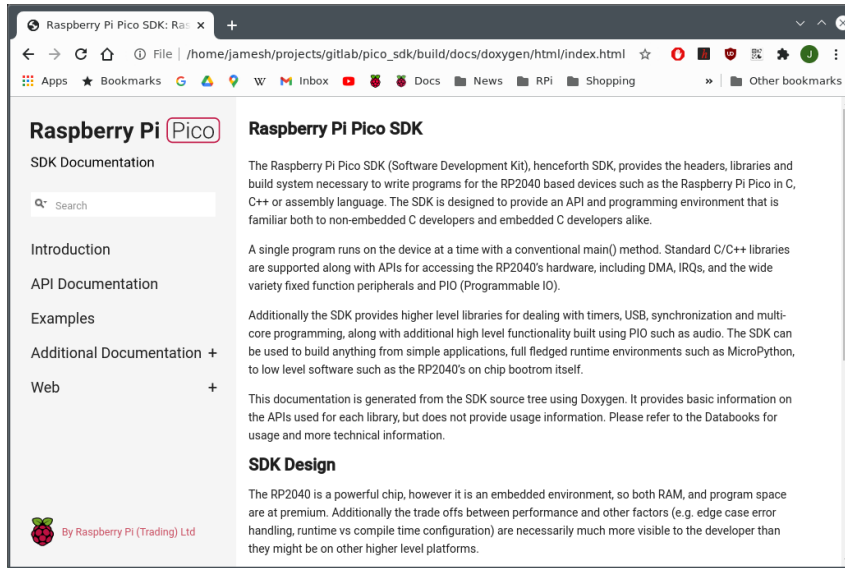 Raspberry Pi Pico SDK: Ras
File | /home/jamesh/projects/gitlab/pico_sdk/build/docs/doxygen/html/index.html
J
Apps Bookmarks G W Inbox Docs News RPi Shopping » Other bookmarks
Raspberry Pi Pico
SDK Documentation
Search
Introduction
API Documentation
Examples
Additional Documentation +
Web +
By Raspberry Pi (Trading) Ltd
Raspberry Pi Pico SDK
The Raspberry Pi Pico SDK (Software Development Kit), henceforth SDK, provides the headers, libraries and
build system necessary to write programs for the RP2040 based devices such as the Raspberry Pi Pico in C,
C++ or assembly language. The SDK is designed to provide an API and programming environment that is
familiar both to non-embedded C developers and embedded C developers alike.
A single program runs on the device at a time with a conventional main() method. Standard C/C++ libraries
are supported along with APIs for accessing the RP2040's hardware, including DMA, IRQs, and the wide
variety fixed function peripherals and PIO (Programmable IO).
Additionally the SDK provides higher level libraries for dealing with timers, USB, synchronization and multi-
core programming, along with additional high level functionality built using PIO such as audio. The SDK can
be used to build anything from simple applications, full fledged runtime environments such as MicroPython,
to low level software such as the RP2040's on chip bootrom itself.
This documentation is generated from the SDK source tree using Doxygen. It provides basic information on
the APIs used for each library, but does not provide usage information. Please refer to the Databooks for
usage and more technical information.
SDK Design
The RP2040 is a powerful chip, however it is an embedded environment, so both RAM, and program space
are at premium. Additionally the trade offs between performance and other factors (e.g. edge case error
handling, runtime vs compile time configuration) are necessarily much more visible to the developer than
they might be on other higher level platforms.